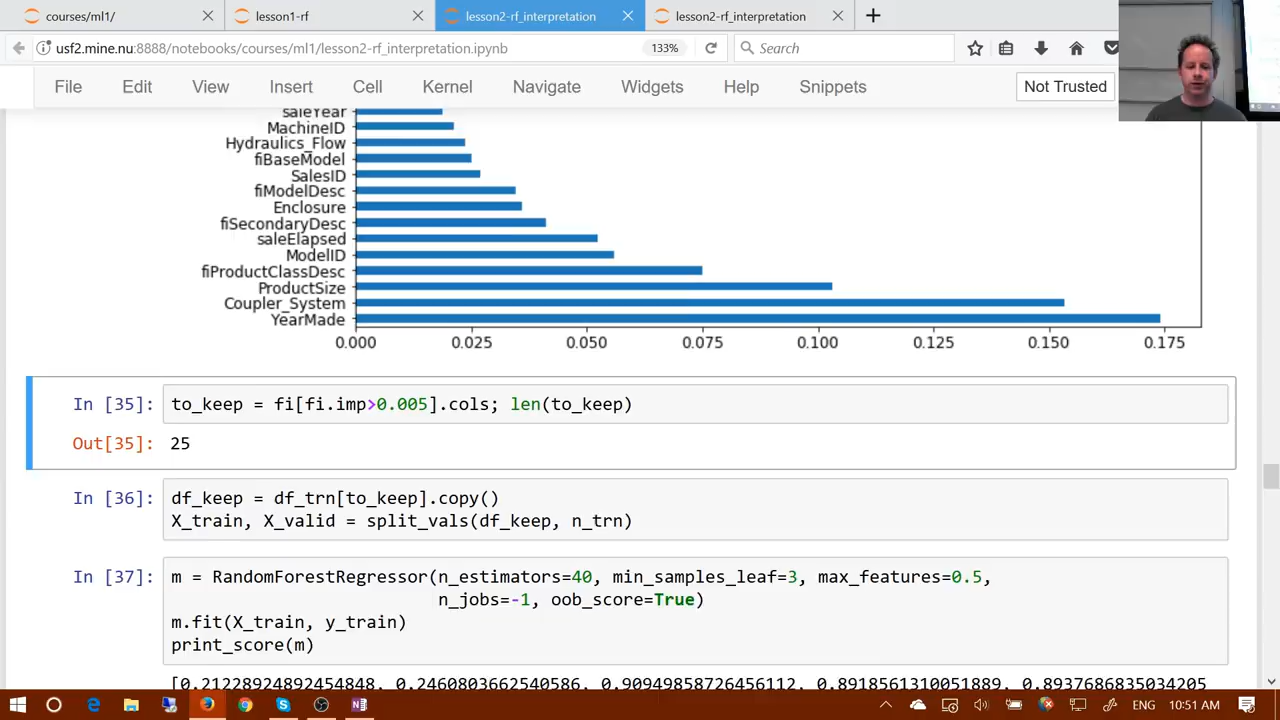 courses/ml1/
lesson1-rf
lesson2-rf_interpretation
lesson2-rf_interpretation
usf2.mine.nu:8888/notebooks/courses/ml1/lesson2-rf_interpretation.ipynb
133%
Search
File Edit View Insert Cell Kernel Navigate Widgets Help Snippets
Not Trusted
saleYear
MachineID
Hydraulics_Flow
fiBaseModel
SalesID
fiModelDesc
Enclosure
fiSecondaryDesc
saleElapsed
ModelID
fiProductClassDesc
ProductSize
Coupler_System
YearMade
0.000 0.025 0.050 0.075 0.100 0.125 0.150 0.175
In [35]: to_keep = fi[fi.imp>0.005].cols; len(to_keep)
Out[35]: 25
In [36]: df_keep = df_trn[to_keep].copy()
X_train, X_valid = split_vals(df_keep, n_trn)
In [37]: m = RandomForestRegressor(n_estimators=40, min_samples_leaf=3, max_features=0.5,
n_jobs=-1, oob_score=True)
m.fit(X_train, y_train)
print_score(m)
[0.21228924892454848, 0.2460803662540586, 0.90949858726456112, 0.8918561310051889, 0.8937686835034205
ENG 10:51 AM